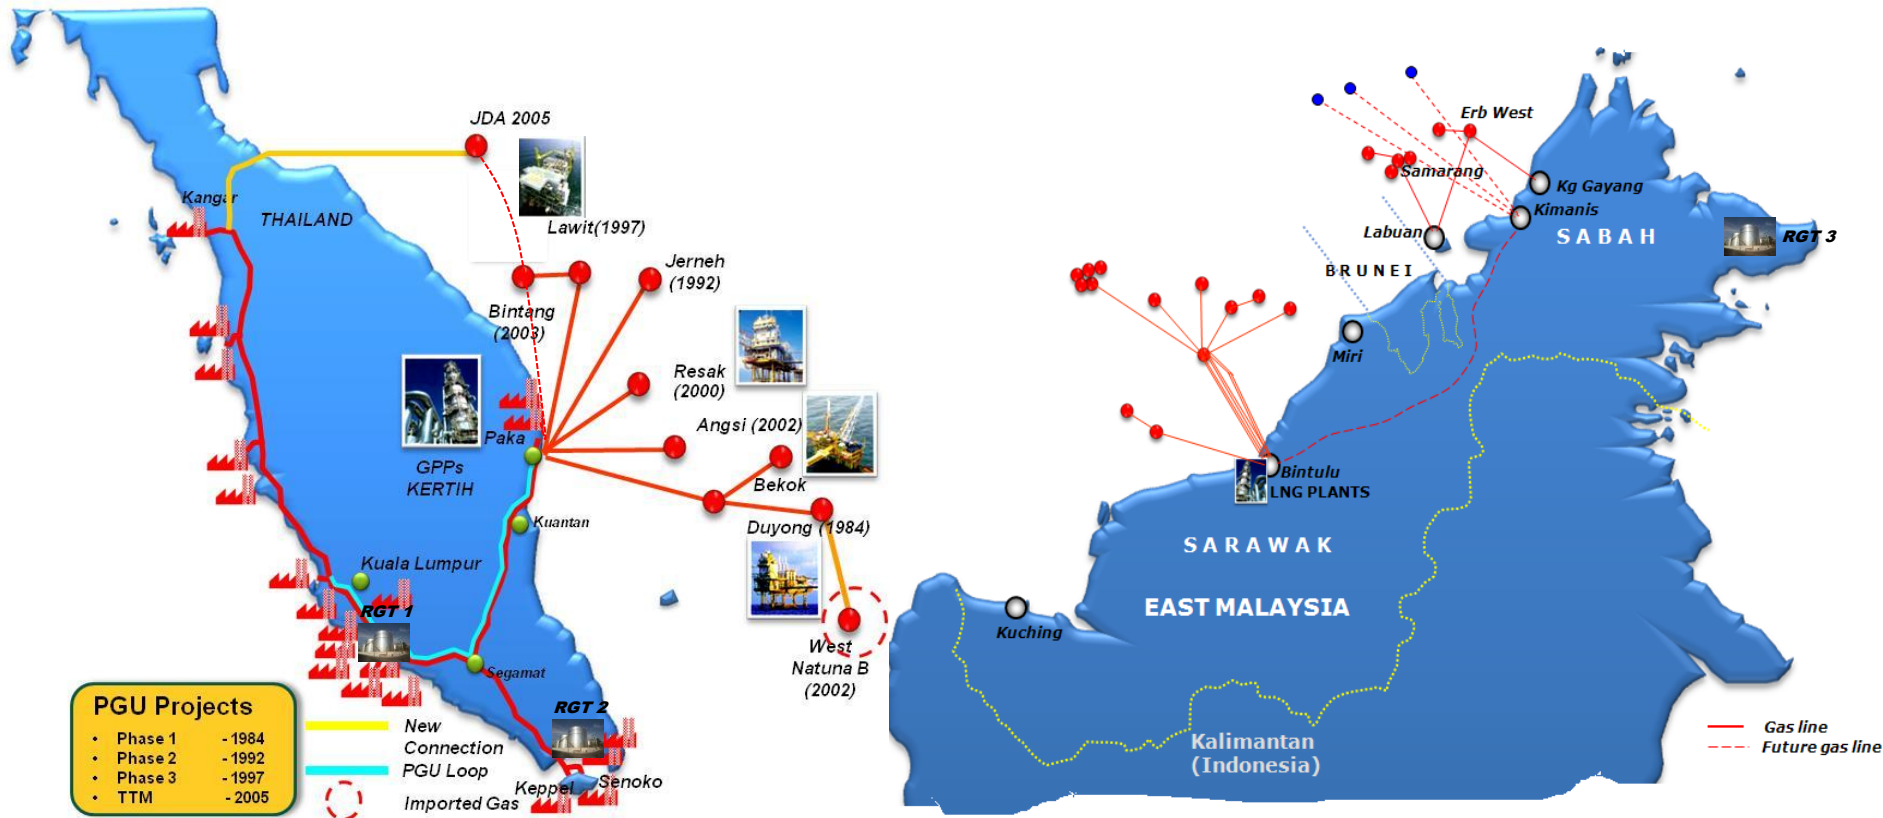 JDA 2005
Kangar
THAILAND
Lawit(1997)
Jerneh
(1992)
Bintang
(2003)
Resak
(2000)
Angsi (2002)
Paka
GPPs
KERTIH
Bekok
Kuantan
Duyong (1984)
Kuala Lumpur
RGT 1
West
Natuna B
(2002)
Segamat
RGT 2
PGU Projects
• Phase 1 - 1984
• Phase 2 - 1992
• Phase 3 - 1997
• TTM - 2005
New
Connection
PGU Loop
Imported Gas
Keppel
Senoko
Erb West
Samarang
Kg Gayang
Kimanis
Labuan
SABAH
RGT 3
BRUNEI
Miri
Bintulu
LNG PLANTS
SARAWAK
EAST MALAYSIA
Kuching
Kalimantan
(Indonesia)
Gas line
Future gas line